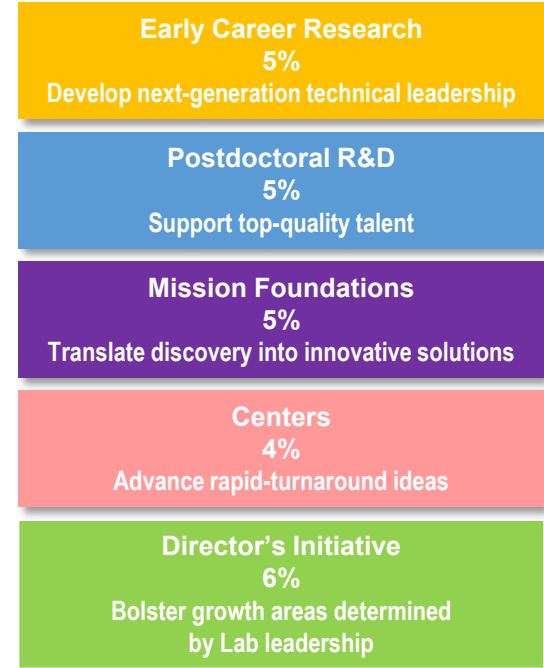 Early Career Research
5%
Develop next-generation technical leadership
Postdoctoral R&D
5%
Support top-quality talent
Mission Foundations
5%
Translate discovery into innovative solutions
Centers
4%
Advance rapid-turnaround ideas
Director’s Initiative
6%
Bolster growth areas determined
by Lab leadership